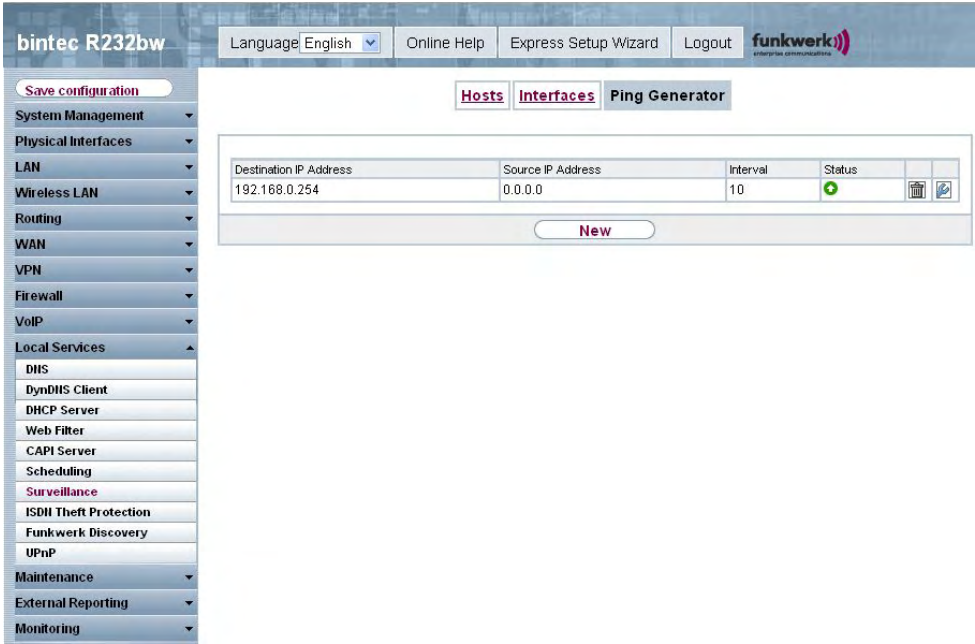 bintec R232bw
Language English Online Help Express Setup Wizard Logout funkwerk
enterprise communications
Save configuration
Hosts Interfaces Ping Generator
System Management
Physical Interfaces
LAN
Wireless LAN
Routing
WAN
VPN
Firewall
VoIP
Local Services
DNS
DynDNS Client
DHCP Server
Web Filter
CAPI Server
Scheduling
Surveillance
ISDN Theft Protection
Funkwerk Discovery
UPnP
Maintenance
External Reporting
Monitoring
Destination IP Address Source IP Address Interval Status
192.168.0.254 0.0.0.0 10
New